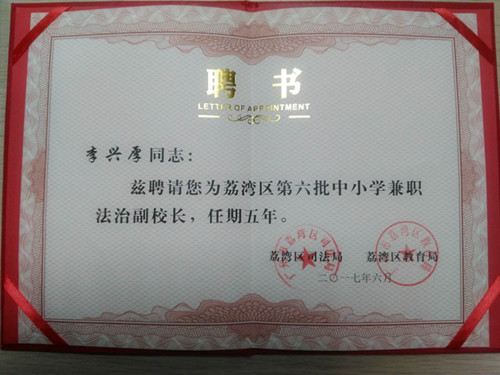 聘 书
LETTER OF APPOINTMENT
李兴厚同志：
兹聘请您为荔湾区第六批中小学兼职
法治副校长，任期五年。
荔湾区司法局 荔湾区教育局
二〇一七年六月